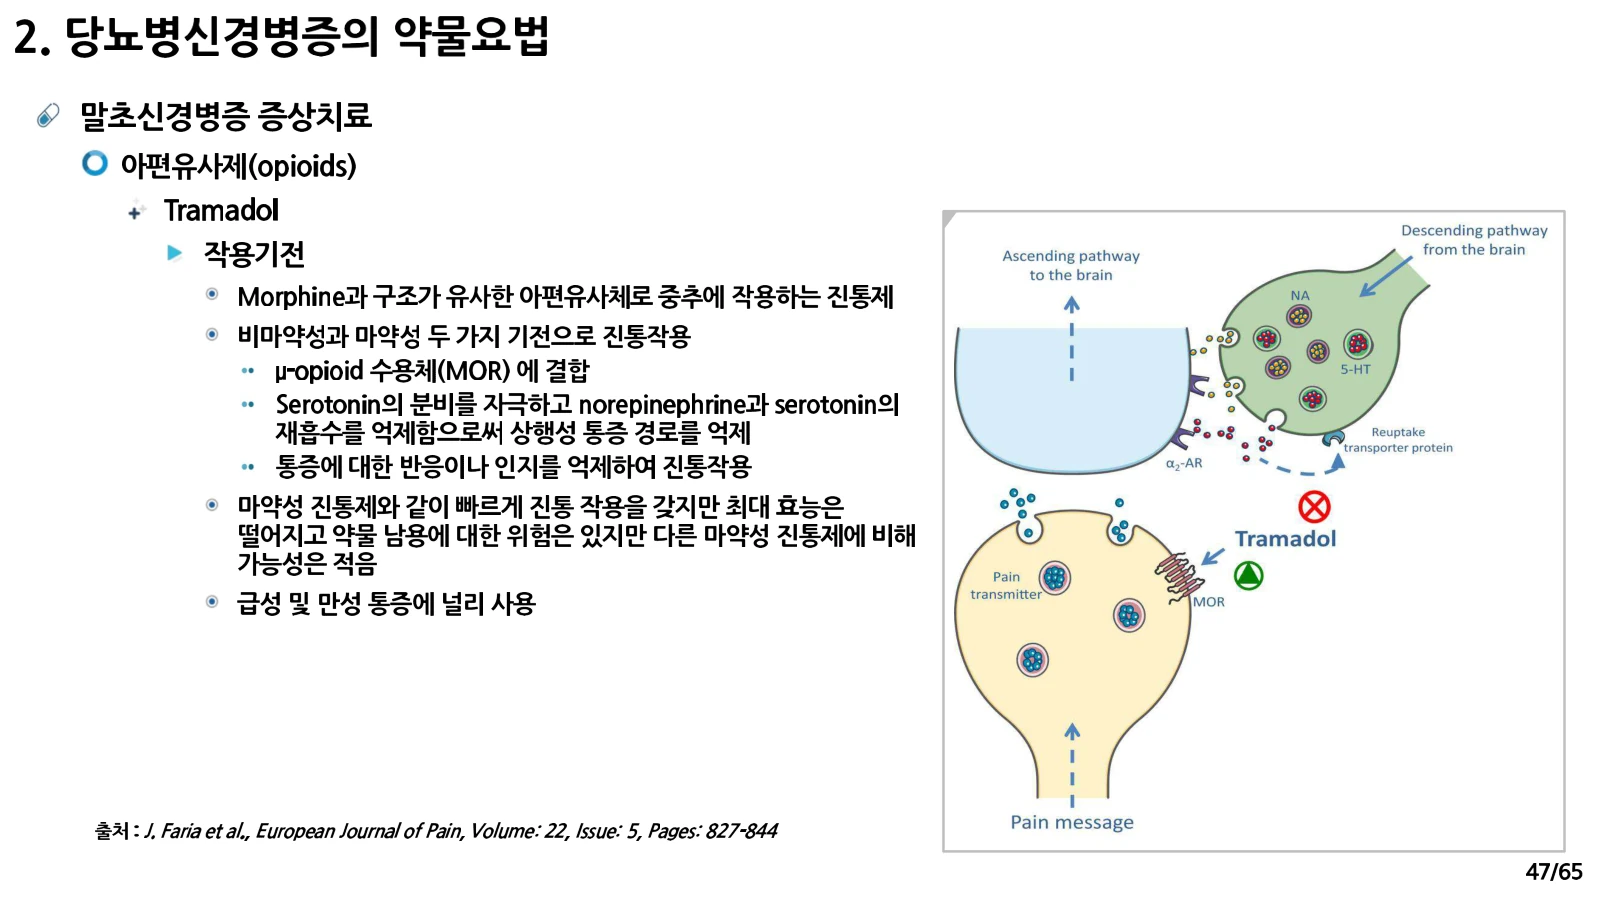 2. 당뇨병신경병증의 약물요법
말초신경병증 증상치료
아편유사제(opioids)
Tramadol
작용기전
Morphine과 구조가 유사한 아편유사체로 중추에 작용하는 진통제
비마약성과 마약성 두 가지 기전으로 진통작용
μ-opioid 수용체(MOR) 에 결합
Serotonin의 분비를 자극하고 norepinephrine과 serotonin의
재흡수를 억제함으로써 상행성 통증 경로를 억제
통증에 대한 반응이나 인지를 억제하여 진통작용
마약성 진통제와 같이 빠르게 진통 작용을 갖지만 최대 효능은
떨어지고 약물 남용에 대한 위험은 있지만 다른 마약성 진통제에 비해
가능성은 적음
급성 및 만성 통증에 널리 사용
Ascending pathway
to the brain
Descending pathway
from the brain
NA
5-HT
Reuptake
transporter protein
α2-AR
Tramadol
Pain
transmitter
MOR
Pain message
출처 : J. Faria et al., European Journal of Pain, Volume: 22, Issue: 5, Pages: 827-844
47/65